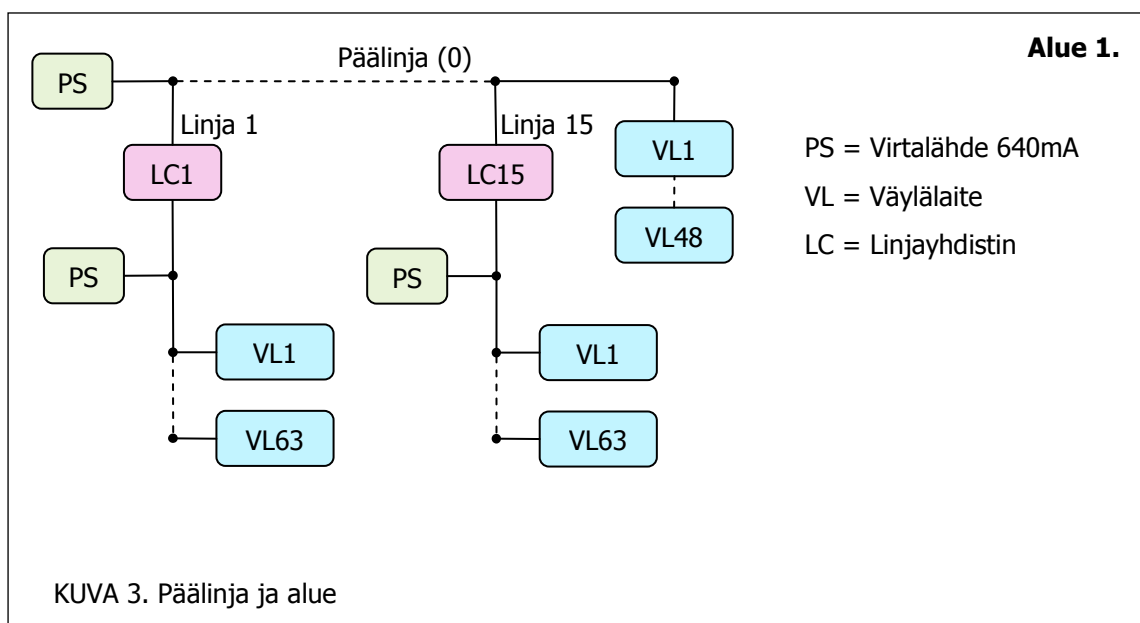 Alue 1.
Päälinja (0)
PS
Linja 1
Linja 15
VL1
PS = Virtalähde 640mA
LC1
LC15
VL = Väylälaite
VL48
LC = Linjayhdistin
PS
PS
VL1
VL1
VL63
VL63
KUVA 3. Päälinja ja alue